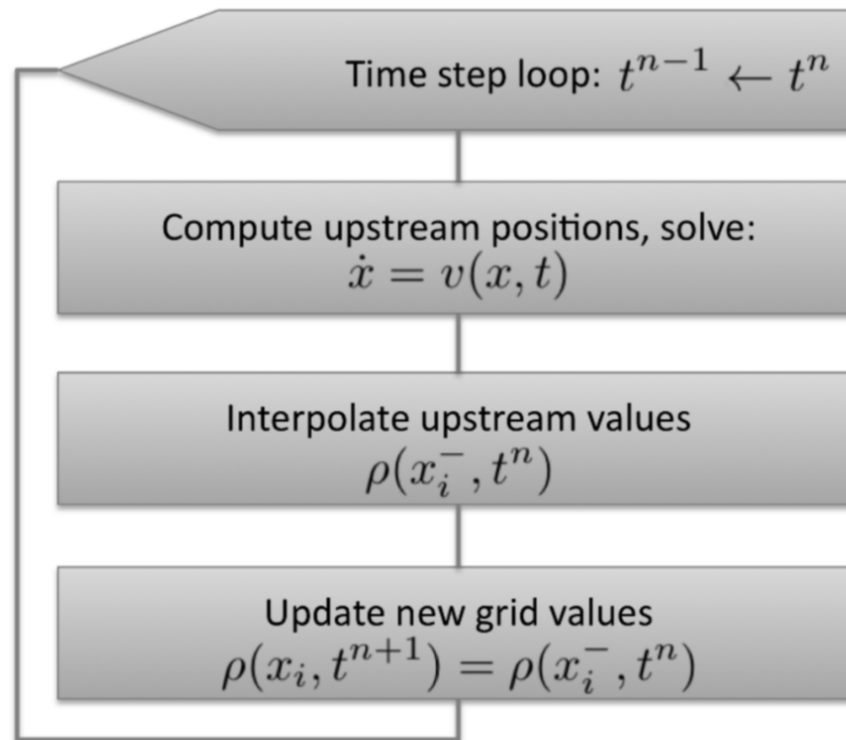 Time step loop: $t^{n-1} \leftarrow t^n$
Compute upstream positions, solve:
$\dot{x} = v(x, t)$
Interpolate upstream values
$\rho(x_i^-, t^n)$
Update new grid values
$\rho(x_i, t^{n+1}) = \rho(x_i^-, t^n)$